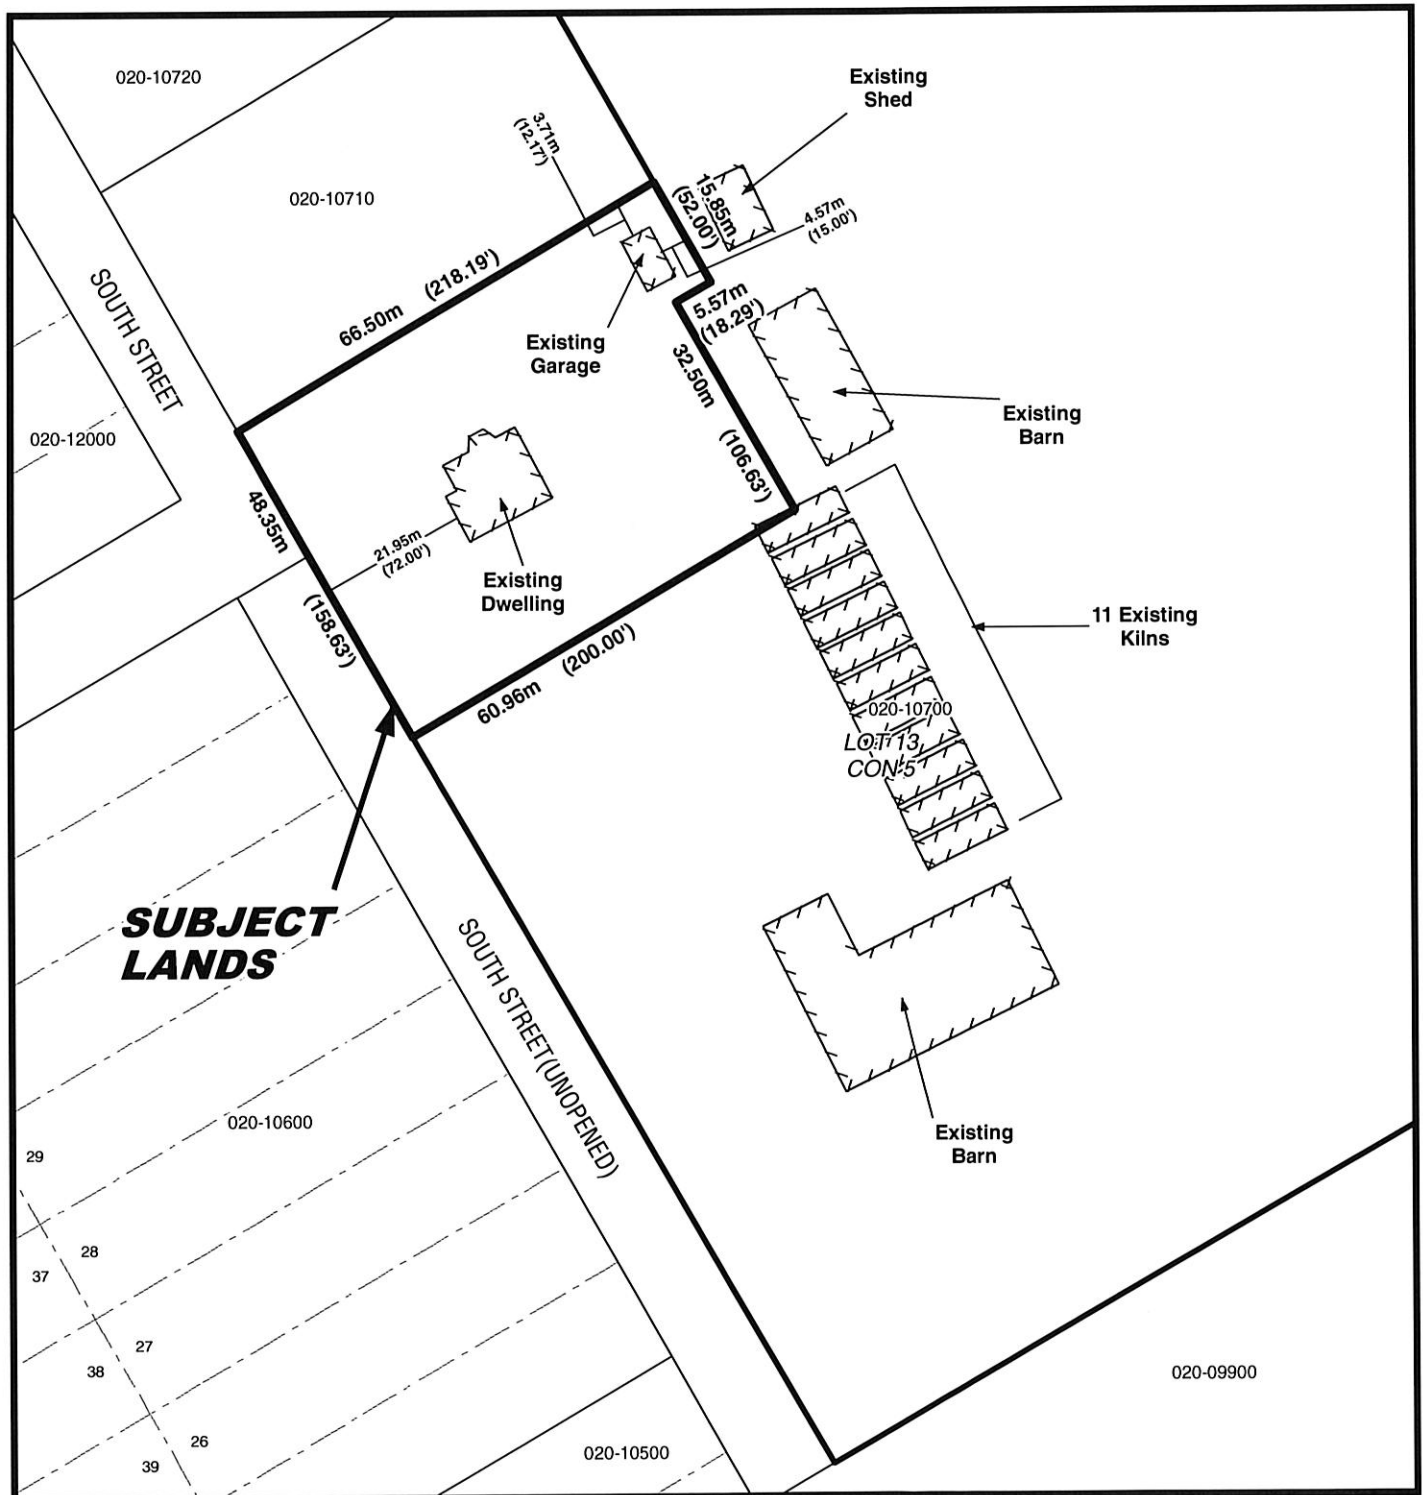 020-10720
Existing
Shed
3.71m
(12.17')
020-10710
15.85m
(52.00')
4.57m
(15.00')
SOUTH STREET
66.50m (218.19')
5.57m
(18.29')
Existing
Garage
32.50m (106.63')
Existing
Barn
020-12000
48.35m (158.63')
21.95m
(72.00')
Existing
Dwelling
11 Existing
Kilns
60.96m (200.00')
020-10700
LOT 13
CON 5
SUBJECT
LANDS
SOUTH STREET(UNOPENED)
020-10600
Existing
Barn
29
28
37
27
38
020-09900
26
39
020-10500